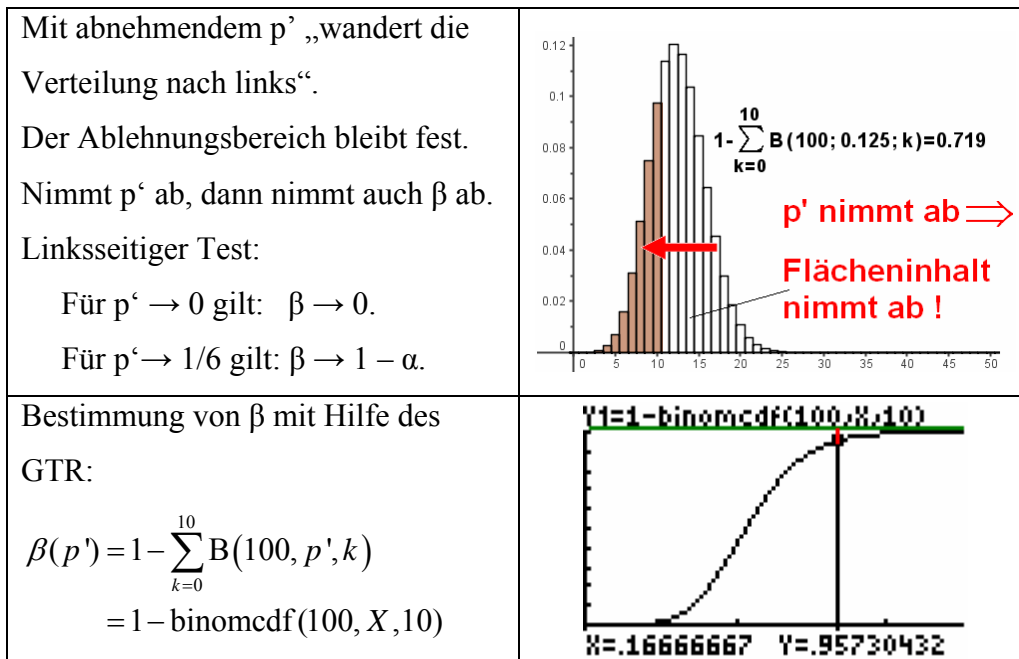 Mit abnehmendem p’ „wandert die
Verteilung nach links“.
Der Ablehnungsbereich bleibt fest.
Nimmt p‘ ab, dann nimmt auch β ab.
Linksseitiger Test:
Für p‘ → 0 gilt: β → 0.
Für p‘→ 1/6 gilt: β → 1 – α.
0.12
0.1
0.08
0.06
0.04
0.02
0
0 5 10 15 20 25 30 35 40 45 50
10
1-∑ B(100; 0.125; k)=0.719
k=0
p' nimmt ab ⇒
Flächeninhalt
nimmt ab !
Bestimmung von β mit Hilfe des
GTR:
10
β(p') = 1 − ∑ B(100, p', k)
k=0
= 1 − binomcdf(100, X, 10)
Y1=1-binomcdf(100,X,10)
X=.16666667 Y=.95730432